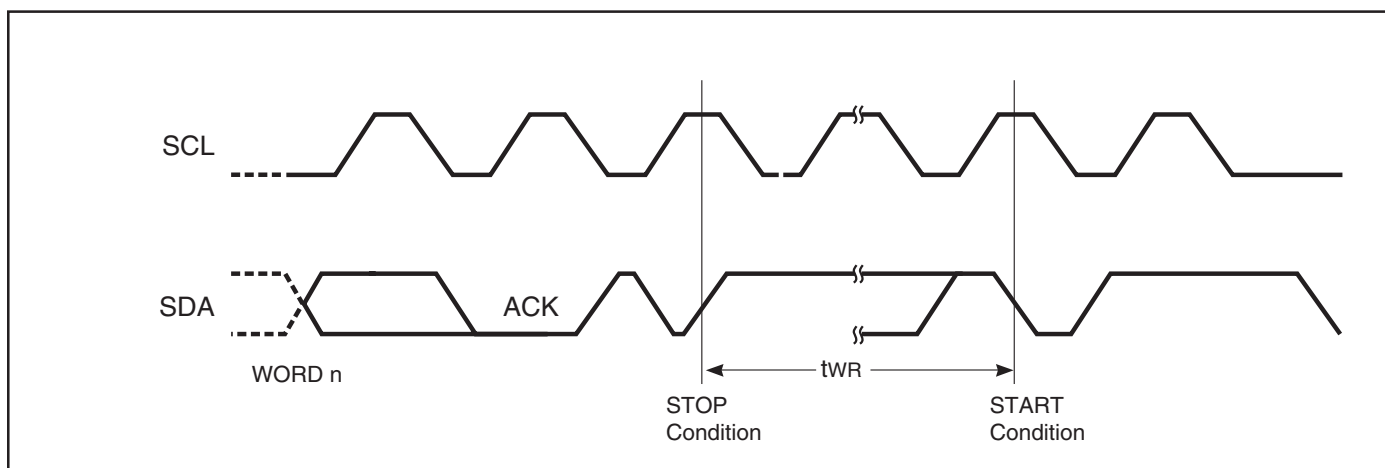 SCL
SDA
ACK
WORD n
tWR
STOP
Condition
START
Condition